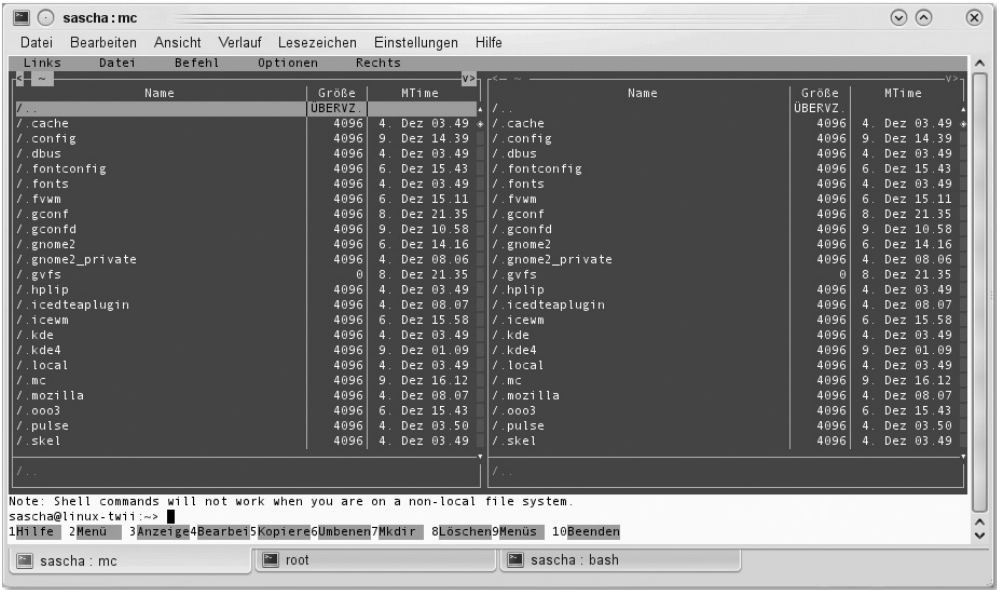 sascha : mc
Datei Bearbeiten Ansicht Verlauf Lesezeichen Einstellungen Hilfe
Links Datei Befehl Optionen Rechts
<- ~ v> <- ~ v>
Name Größe MTime Name Größe MTime
/.. ÜBERVZ. /.. ÜBERVZ.
/.cache 4096 4. Dez 03.49 /.cache 4096 4. Dez 03.49
/.config 4096 9. Dez 14.39 /.config 4096 9. Dez 14.39
/.dbus 4096 4. Dez 03.49 /.dbus 4096 4. Dez 03.49
/.fontconfig 4096 6. Dez 15.43 /.fontconfig 4096 6. Dez 15.43
/.fonts 4096 4. Dez 03.49 /.fonts 4096 4. Dez 03.49
/.fvwm 4096 6. Dez 15.11 /.fvwm 4096 6. Dez 15.11
/.gconf 4096 8. Dez 21.35 /.gconf 4096 8. Dez 21.35
/.gconfd 4096 9. Dez 10.58 /.gconfd 4096 9. Dez 10.58
/.gnome2 4096 6. Dez 14.16 /.gnome2 4096 6. Dez 14.16
/.gnome2_private 4096 4. Dez 08.06 /.gnome2_private 4096 4. Dez 08.06
/.gvfs 0 8. Dez 21.35 /.gvfs 0 8. Dez 21.35
/.hplip 4096 4. Dez 03.49 /.hplip 4096 4. Dez 03.49
/.icedteaplugin 4096 4. Dez 08.07 /.icedteaplugin 4096 4. Dez 08.07
/.icewm 4096 6. Dez 15.58 /.icewm 4096 6. Dez 15.58
/.kde 4096 4. Dez 03.49 /.kde 4096 4. Dez 03.49
/.kde4 4096 9. Dez 01.09 /.kde4 4096 9. Dez 01.09
/.local 4096 4. Dez 03.49 /.local 4096 4. Dez 03.49
/.mc 4096 9. Dez 16.12 /.mc 4096 9. Dez 16.12
/.mozilla 4096 4. Dez 08.07 /.mozilla 4096 4. Dez 08.07
/.ooo3 4096 6. Dez 15.43 /.ooo3 4096 6. Dez 15.43
/.pulse 4096 4. Dez 03.50 /.pulse 4096 4. Dez 03.50
/.skel 4096 4. Dez 03.49 /.skel 4096 4. Dez 03.49
/.. /..
Note: Shell commands will not work when you are on a non-local file system.
sascha@linux-twii:~>
1Hilfe 2Menü 3Anzeige4Bearbei5Kopiere6Umbenen7Mkdir 8Löschen9Menüs 10Beenden
sascha : mc root sascha : bash